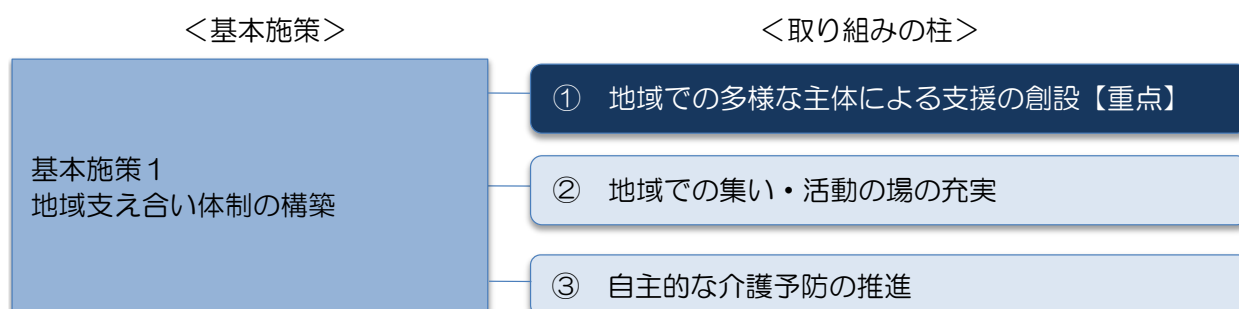 ＜基本施策＞
＜取り組みの柱＞
基本施策１
地域支え合い体制の構築
①　地域での多様な主体による支援の創設【重点】
②　地域での集い・活動の場の充実
③　自主的な介護予防の推進